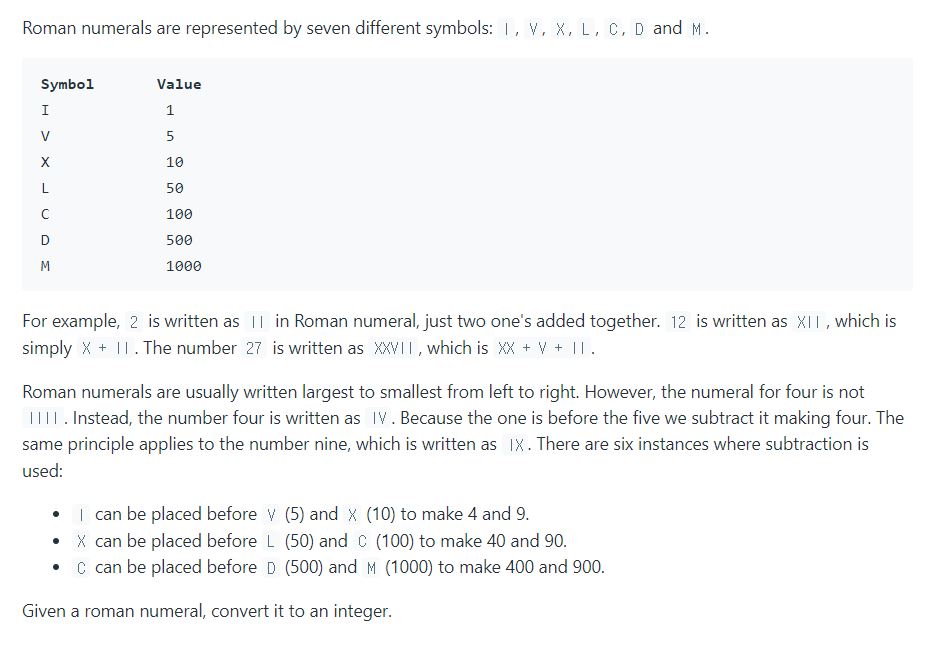 Roman numerals are represented by seven different symbols: I, V, X, L, C, D and M.
Symbol Value
I 1
V 5
X 10
L 50
C 100
D 500
M 1000
For example, 2 is written as II in Roman numeral, just two one's added together. 12 is written as XII, which is
simply X + II. The number 27 is written as XXVII, which is XX + V + II.
Roman numerals are usually written largest to smallest from left to right. However, the numeral for four is not
IIII. Instead, the number four is written as IV. Because the one is before the five we subtract it making four. The
same principle applies to the number nine, which is written as IX. There are six instances where subtraction is
used:
• I can be placed before V (5) and X (10) to make 4 and 9.
• X can be placed before L (50) and C (100) to make 40 and 90.
• C can be placed before D (500) and M (1000) to make 400 and 900.
Given a roman numeral, convert it to an integer.